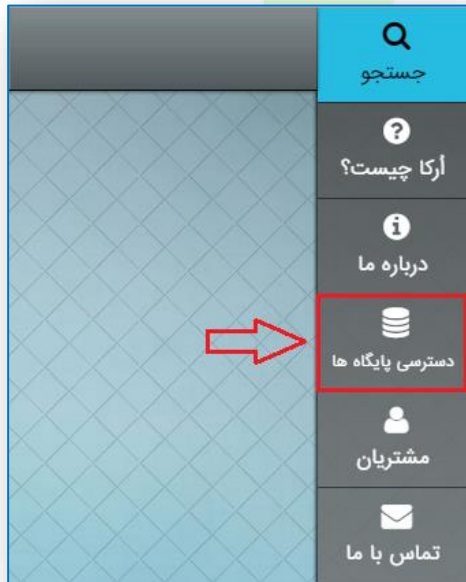 جستجو
أرکا چیست؟
درباره ما
دسترسی پایگاه ها
مشتریان
تماس با ما